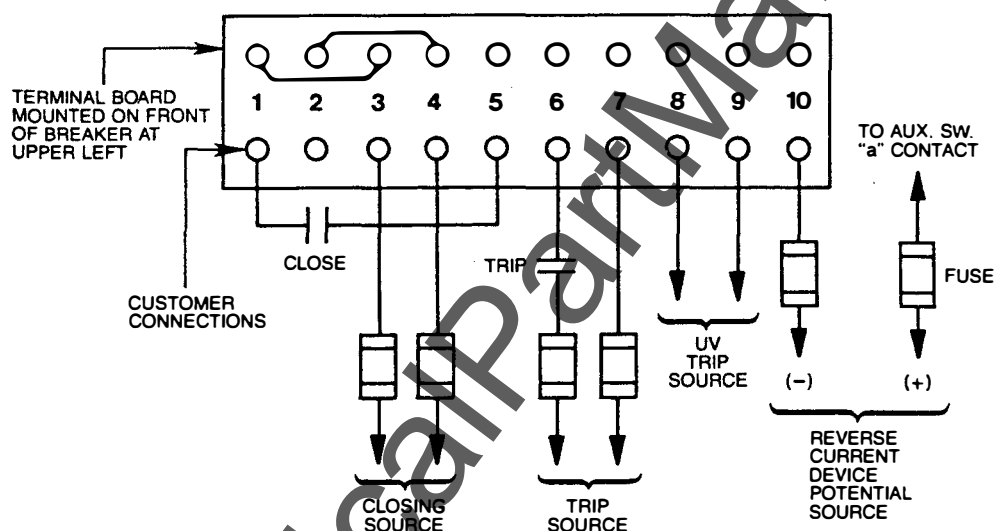 1 2 3 4 5 6 7 8 9 10
TERMINAL BOARD
MOUNTED ON FRONT
OF BREAKER AT
UPPER LEFT
TO AUX. SW.
"a" CONTACT
CLOSE
TRIP
FUSE
CUSTOMER
CONNECTIONS
UV
TRIP
SOURCE
(-) (+)
REVERSE
CURRENT
DEVICE
POTENTIAL
SOURCE
CLOSING
SOURCE
TRIP
SOURCE